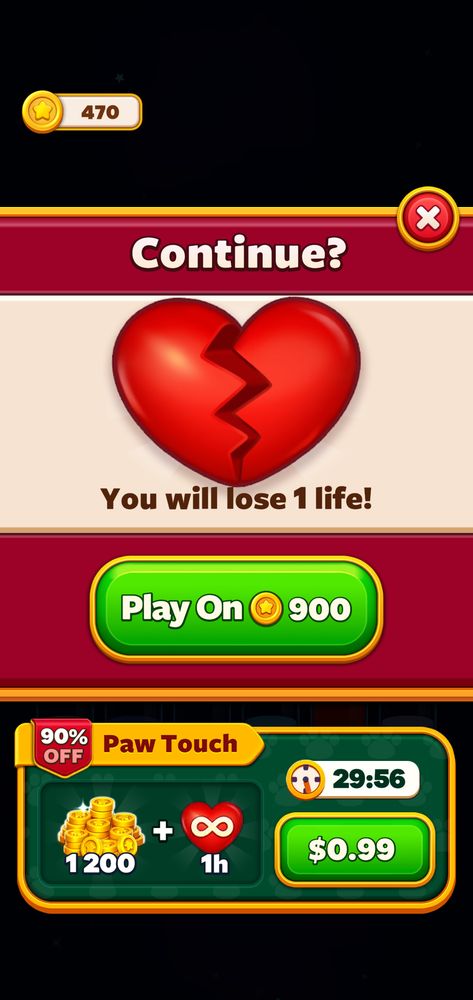 470
Continue?
You will lose 1 life!
Play On 900
90%
OFF
Paw Touch
29:56
1 200 + 1h
$0.99